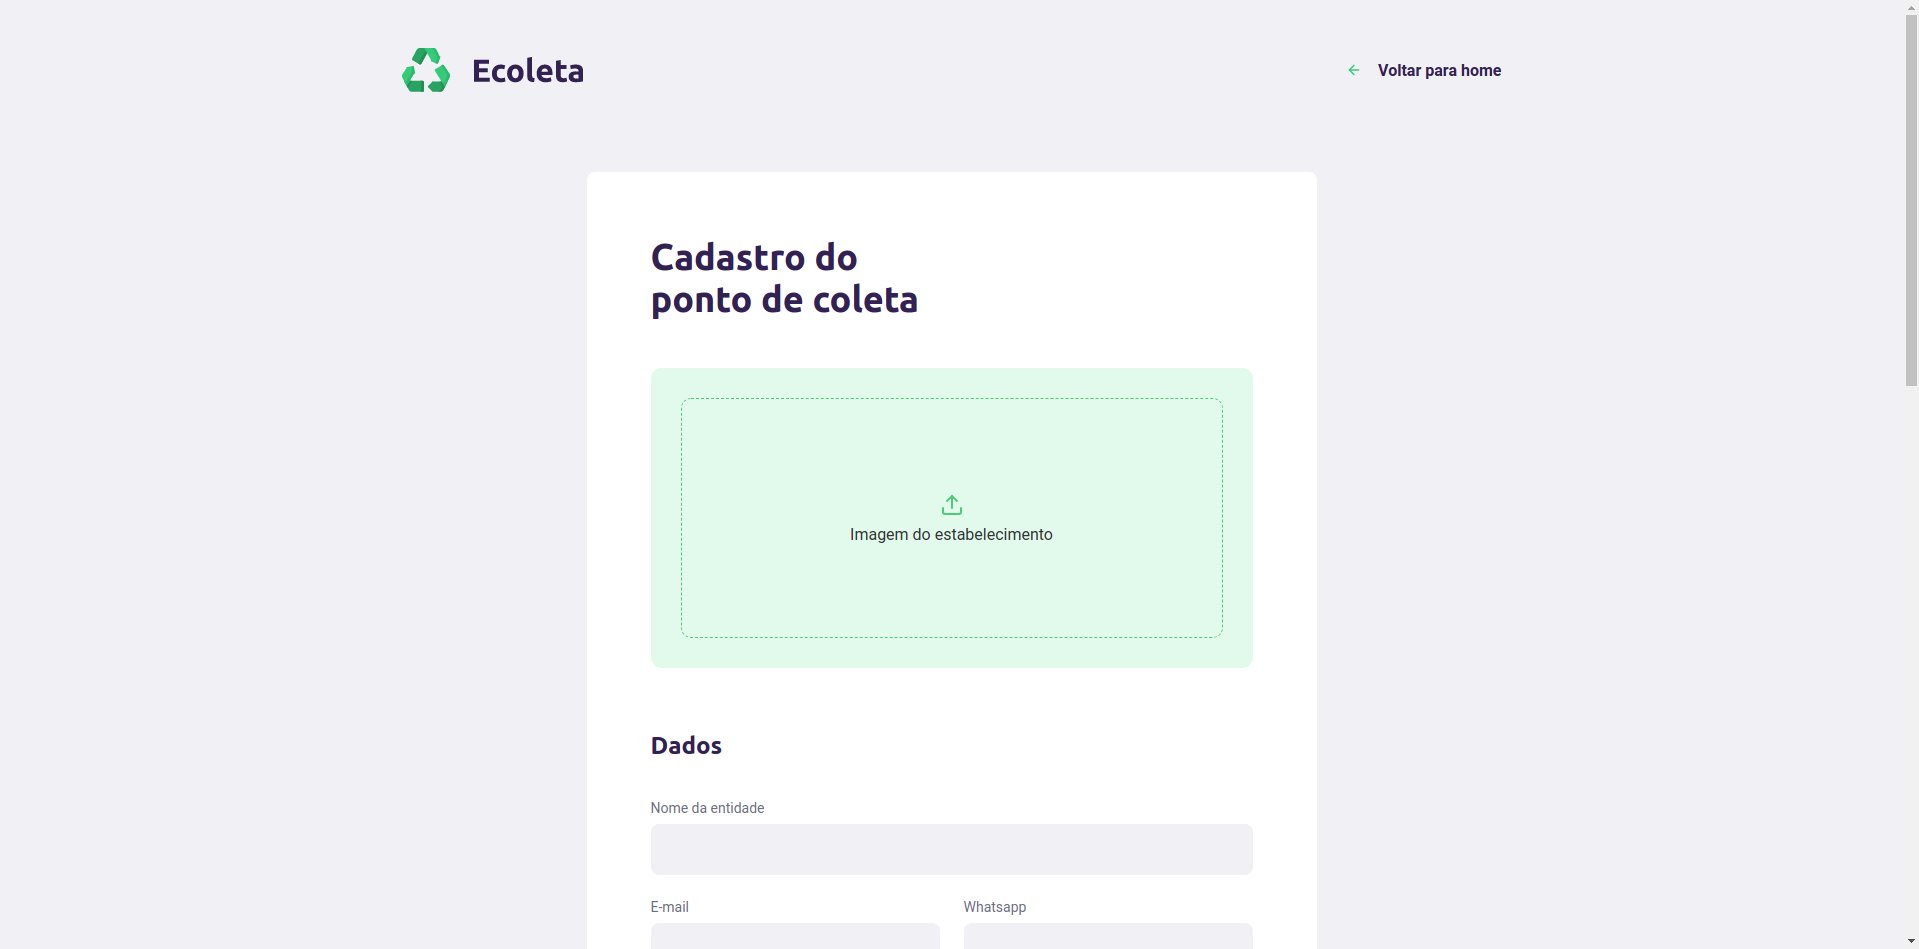 Ecoleta
Voltar para home
Cadastro do
ponto de coleta
Imagem do estabelecimento
Dados
Nome da entidade
E-mail
Whatsapp